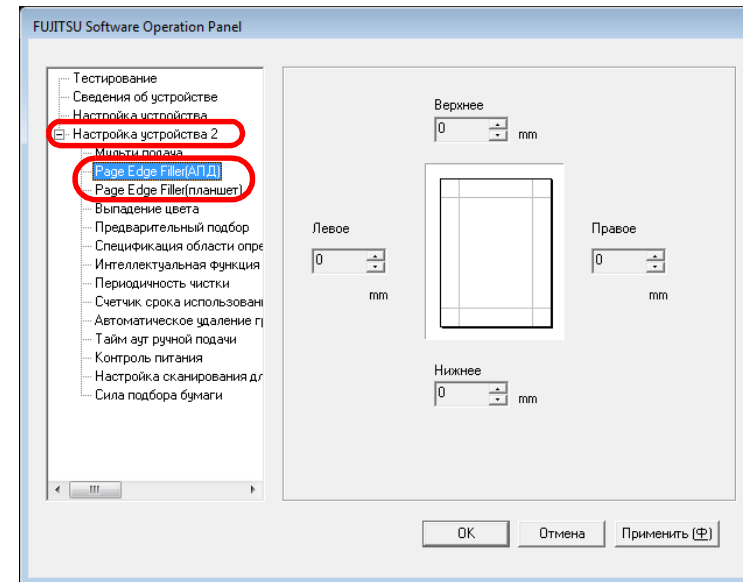 FUJITSU Software Operation Panel
Тестирование
Сведения об устройстве
Настройка устройства
Настройка устройства 2
Мульти подача
Page Edge Filler(АПД)
Page Edge Filler(планшет)
Выпадение цвета
Предварительный подбор
Спецификация области опре
Интеллектуальная функция
Периодичность чистки
Счетчик срока использовани
Автоматическое удаление г
Тайм аут ручной подачи
Контроль питания
Настройка сканирования дл
Сила подбора бумаги
Верхнее
0 mm
Левое
0
mm
Правое
0
mm
Нижнее
0 mm
OK Отмена Применить (Ф)